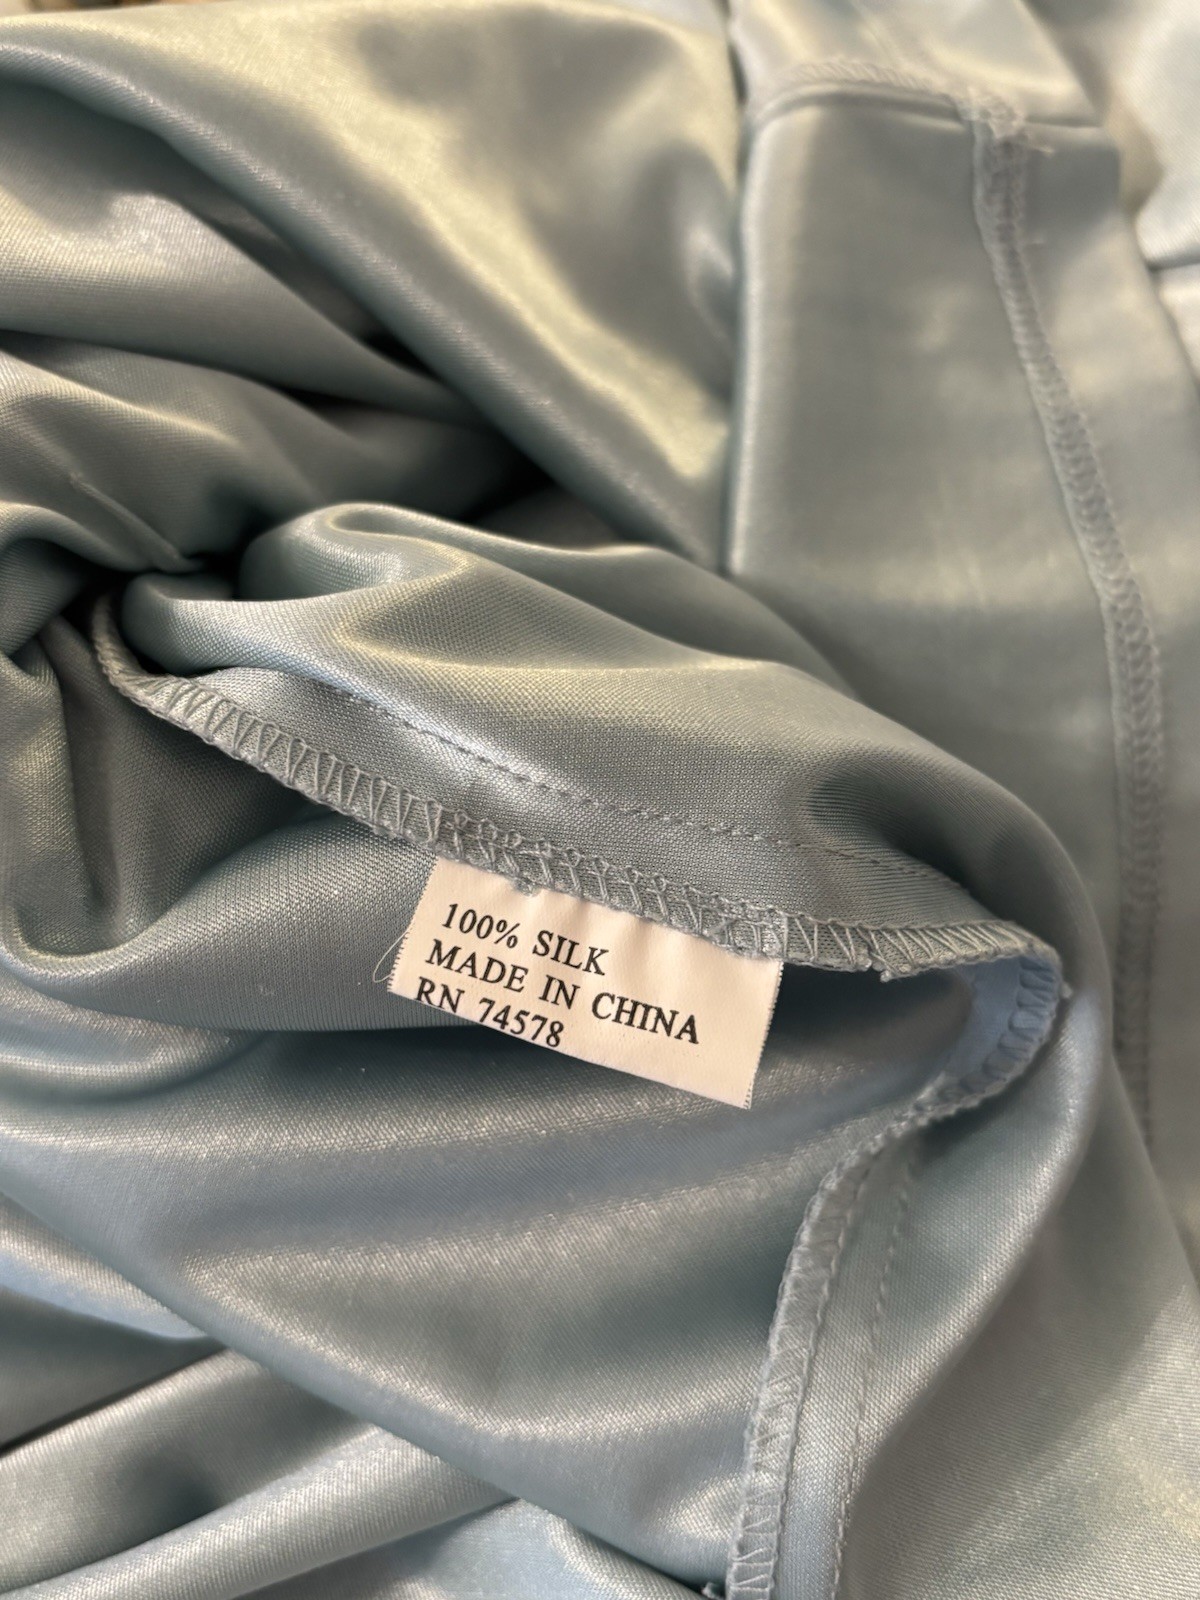 100% SILK
MADE IN CHINA
RN 74578